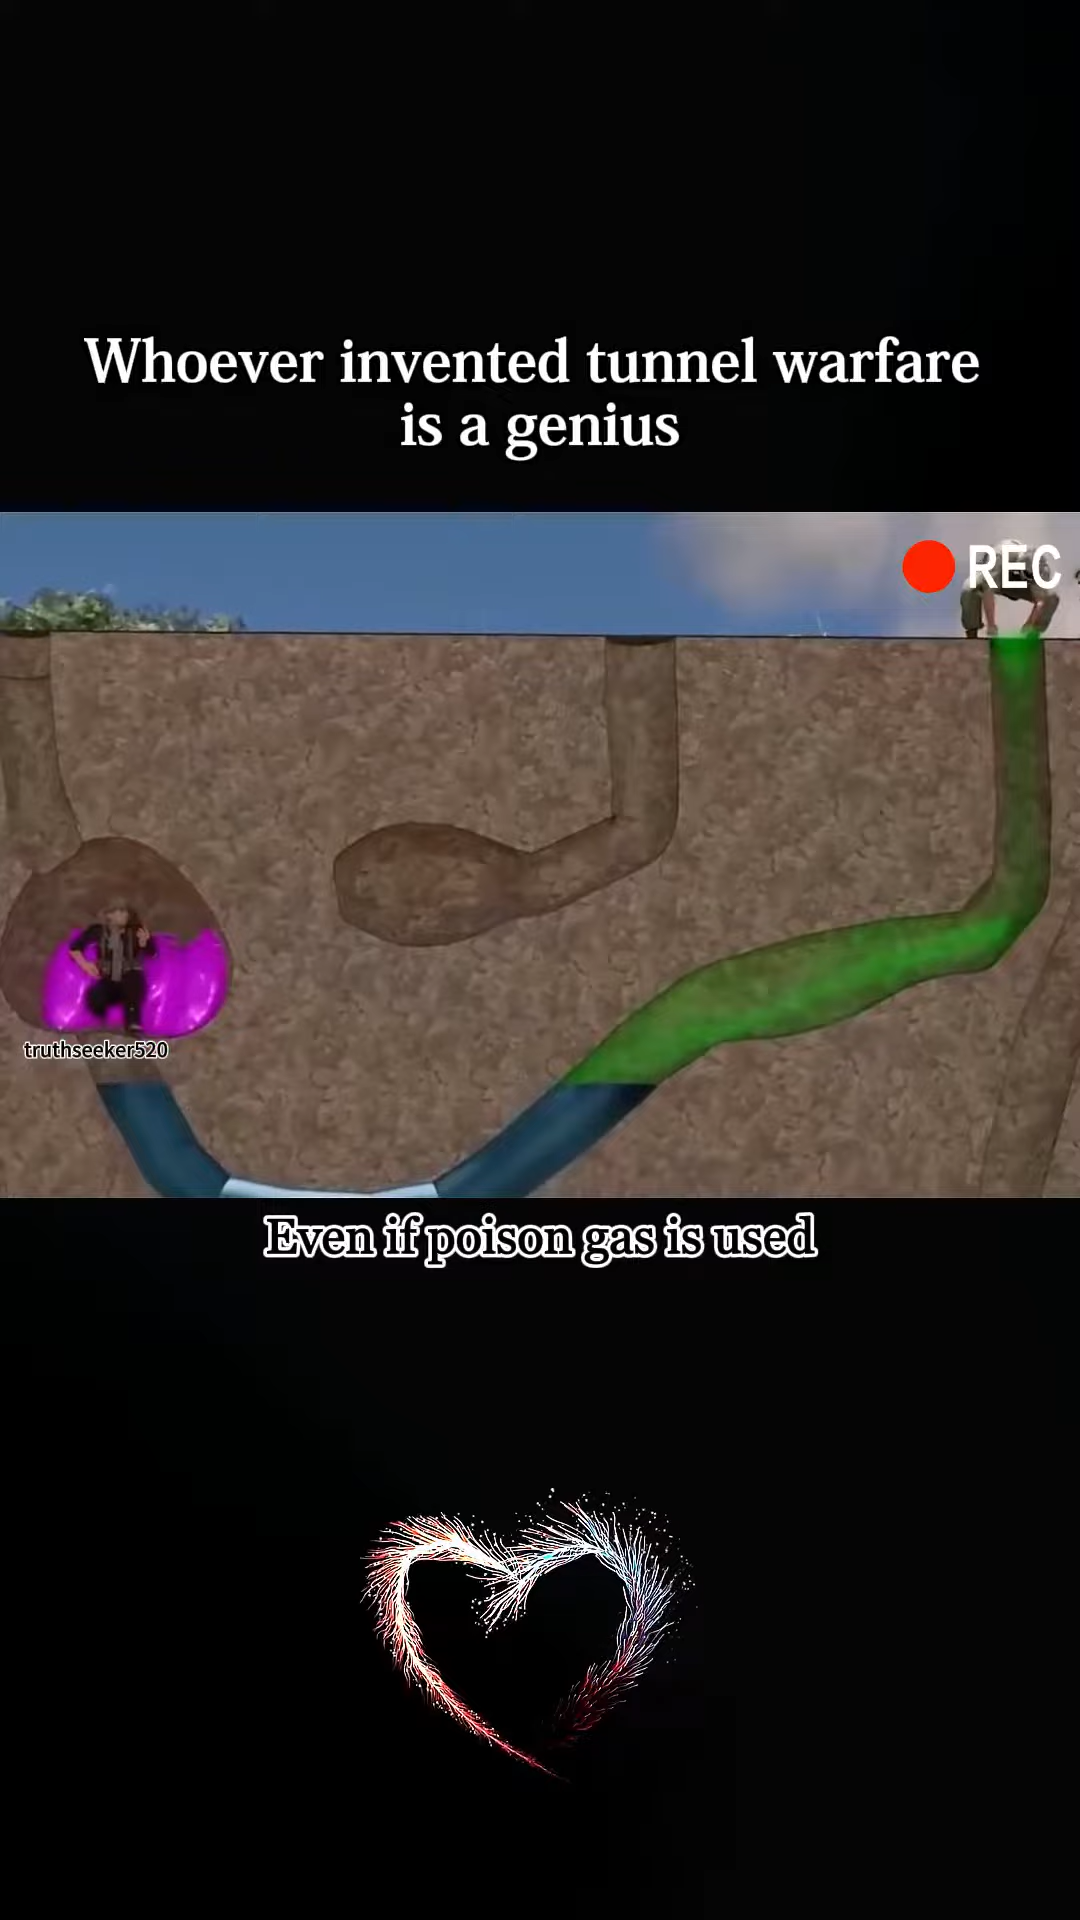 Whoever invented tunnel warfare
is a genius
REC
truthseeker520
Even if poison gas is used